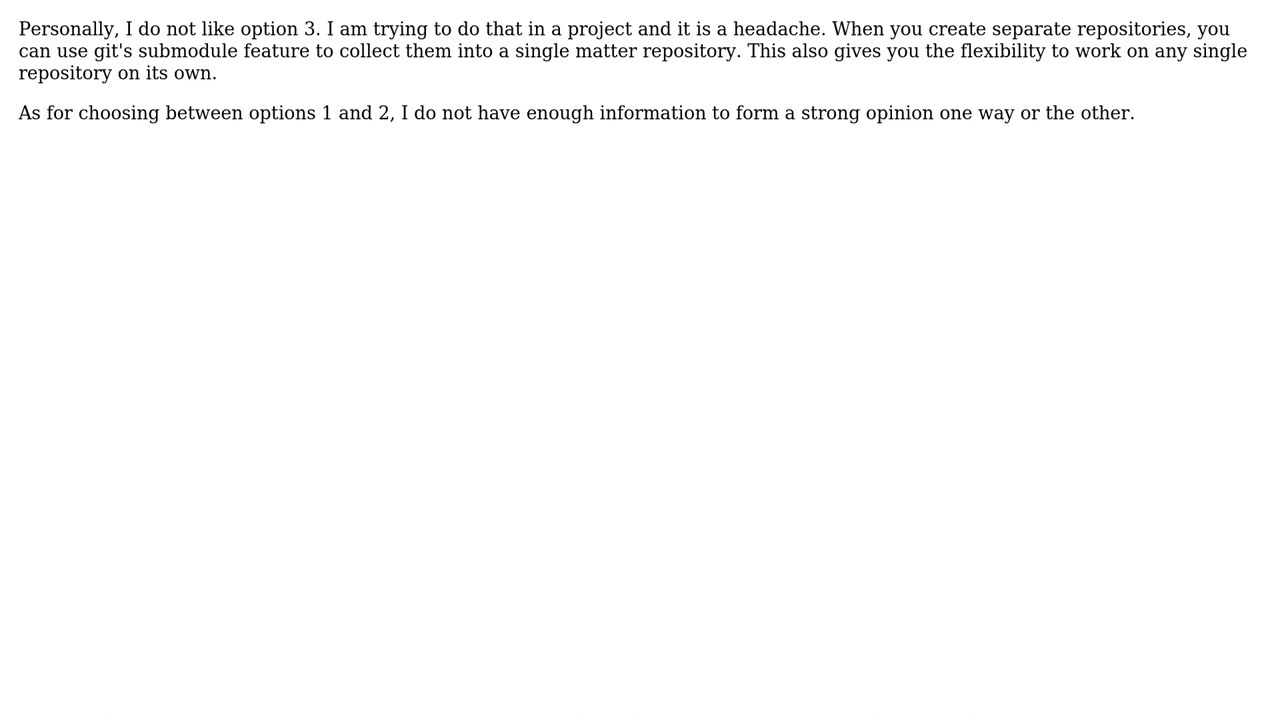 Personally, I do not like option 3. I am trying to do that in a project and it is a headache. When you create separate repositories, you
can use git's submodule feature to collect them into a single matter repository. This also gives you the flexibility to work on any single
repository on its own.
As for choosing between options 1 and 2, I do not have enough information to form a strong opinion one way or the other.